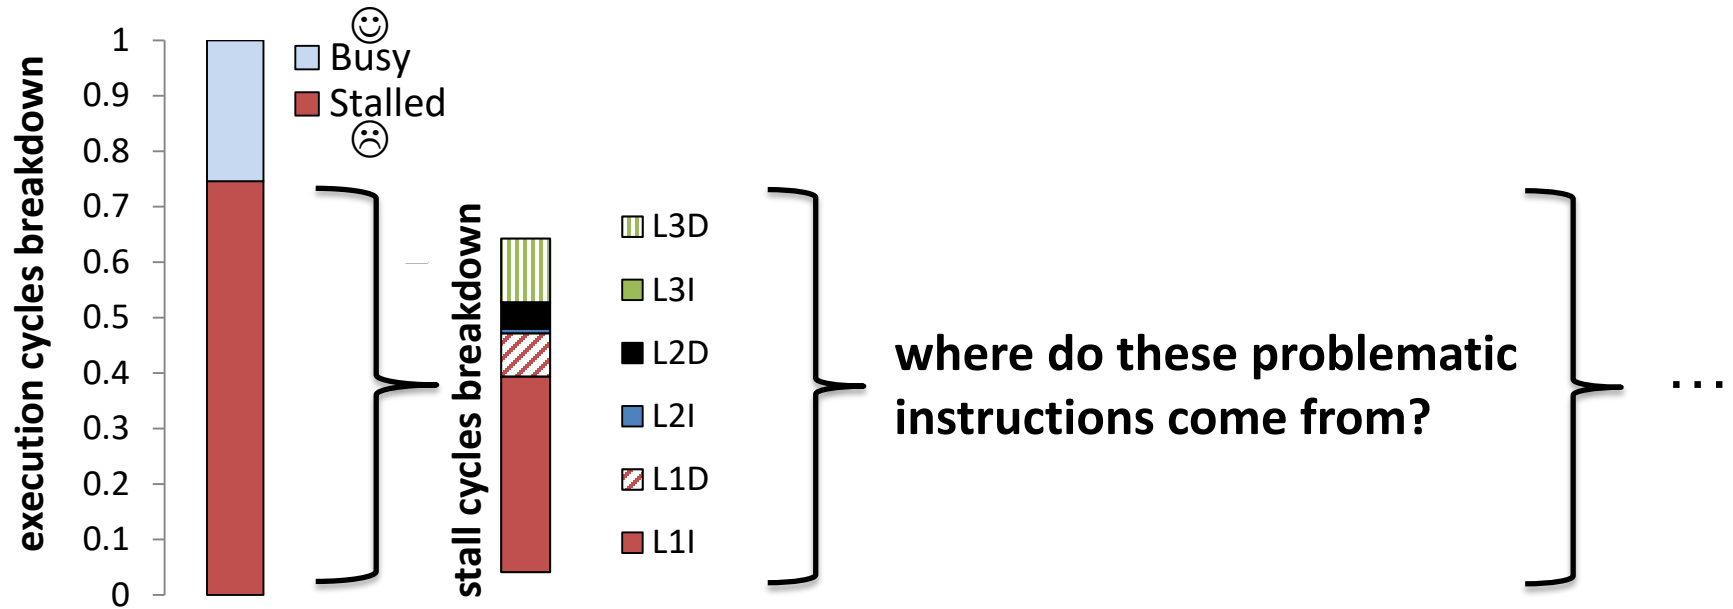 execution cycles breakdown
1
0.9
0.8
0.7
0.6
0.5
0.4
0.3
0.2
0.1
0
Busy
Stalled
stall cycles breakdown
L3D
L3I
L2D
L2I
L1D
L1I
where do these problematic
instructions come from?
...